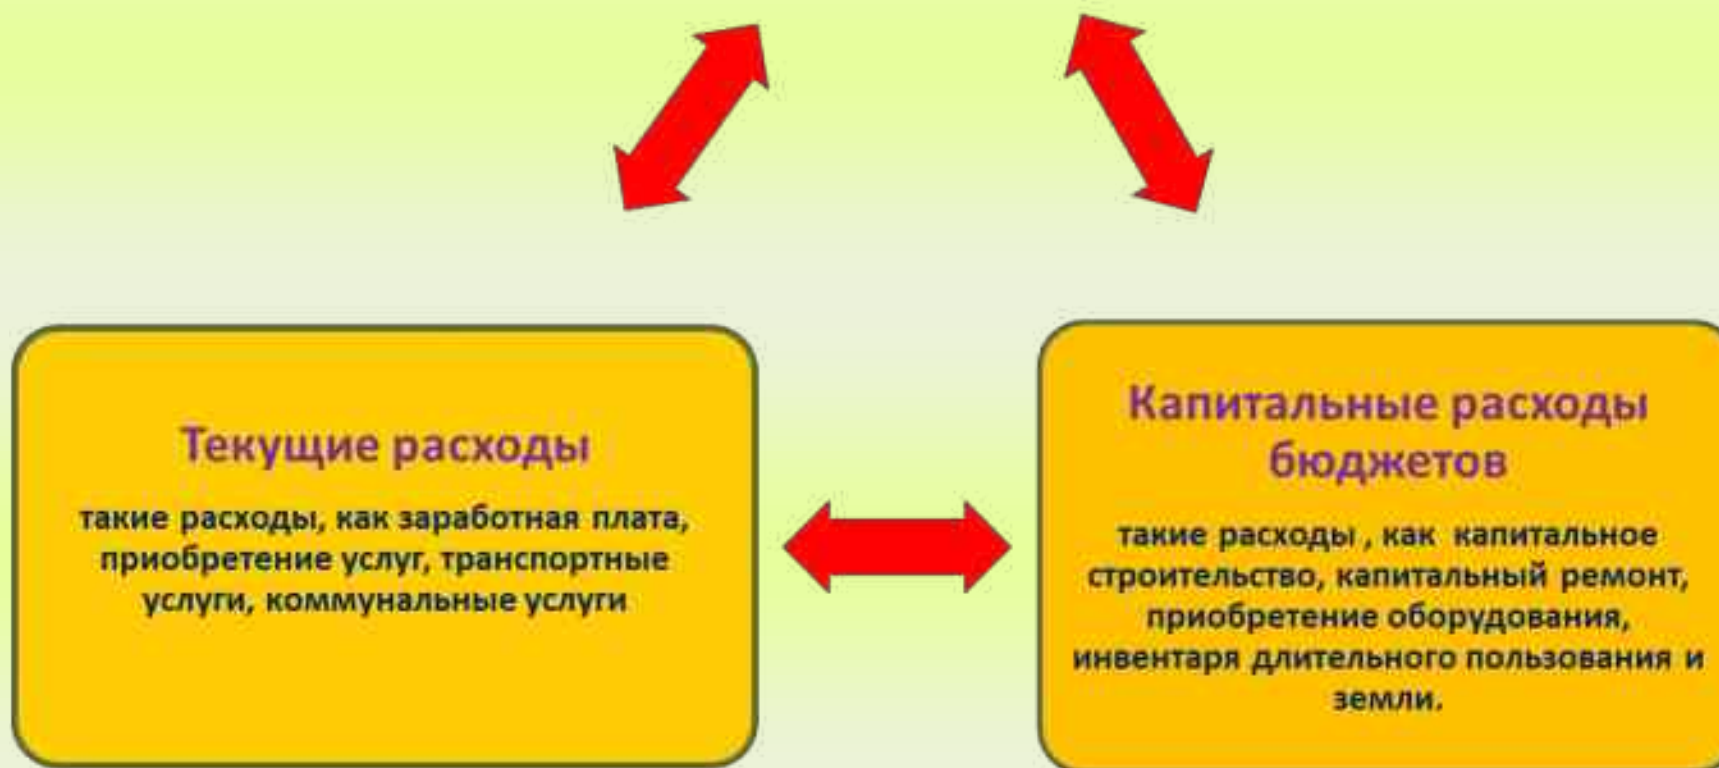 Текущие расходы
такие расходы, как заработная плата,
приобретение услуг, транспортные
услуги, коммунальные услуги
Капитальные расходы
бюджетов
такие расходы , как капитальное
строительство, капитальный ремонт,
приобретение оборудования,
инвентаря длительного пользования и
земли.